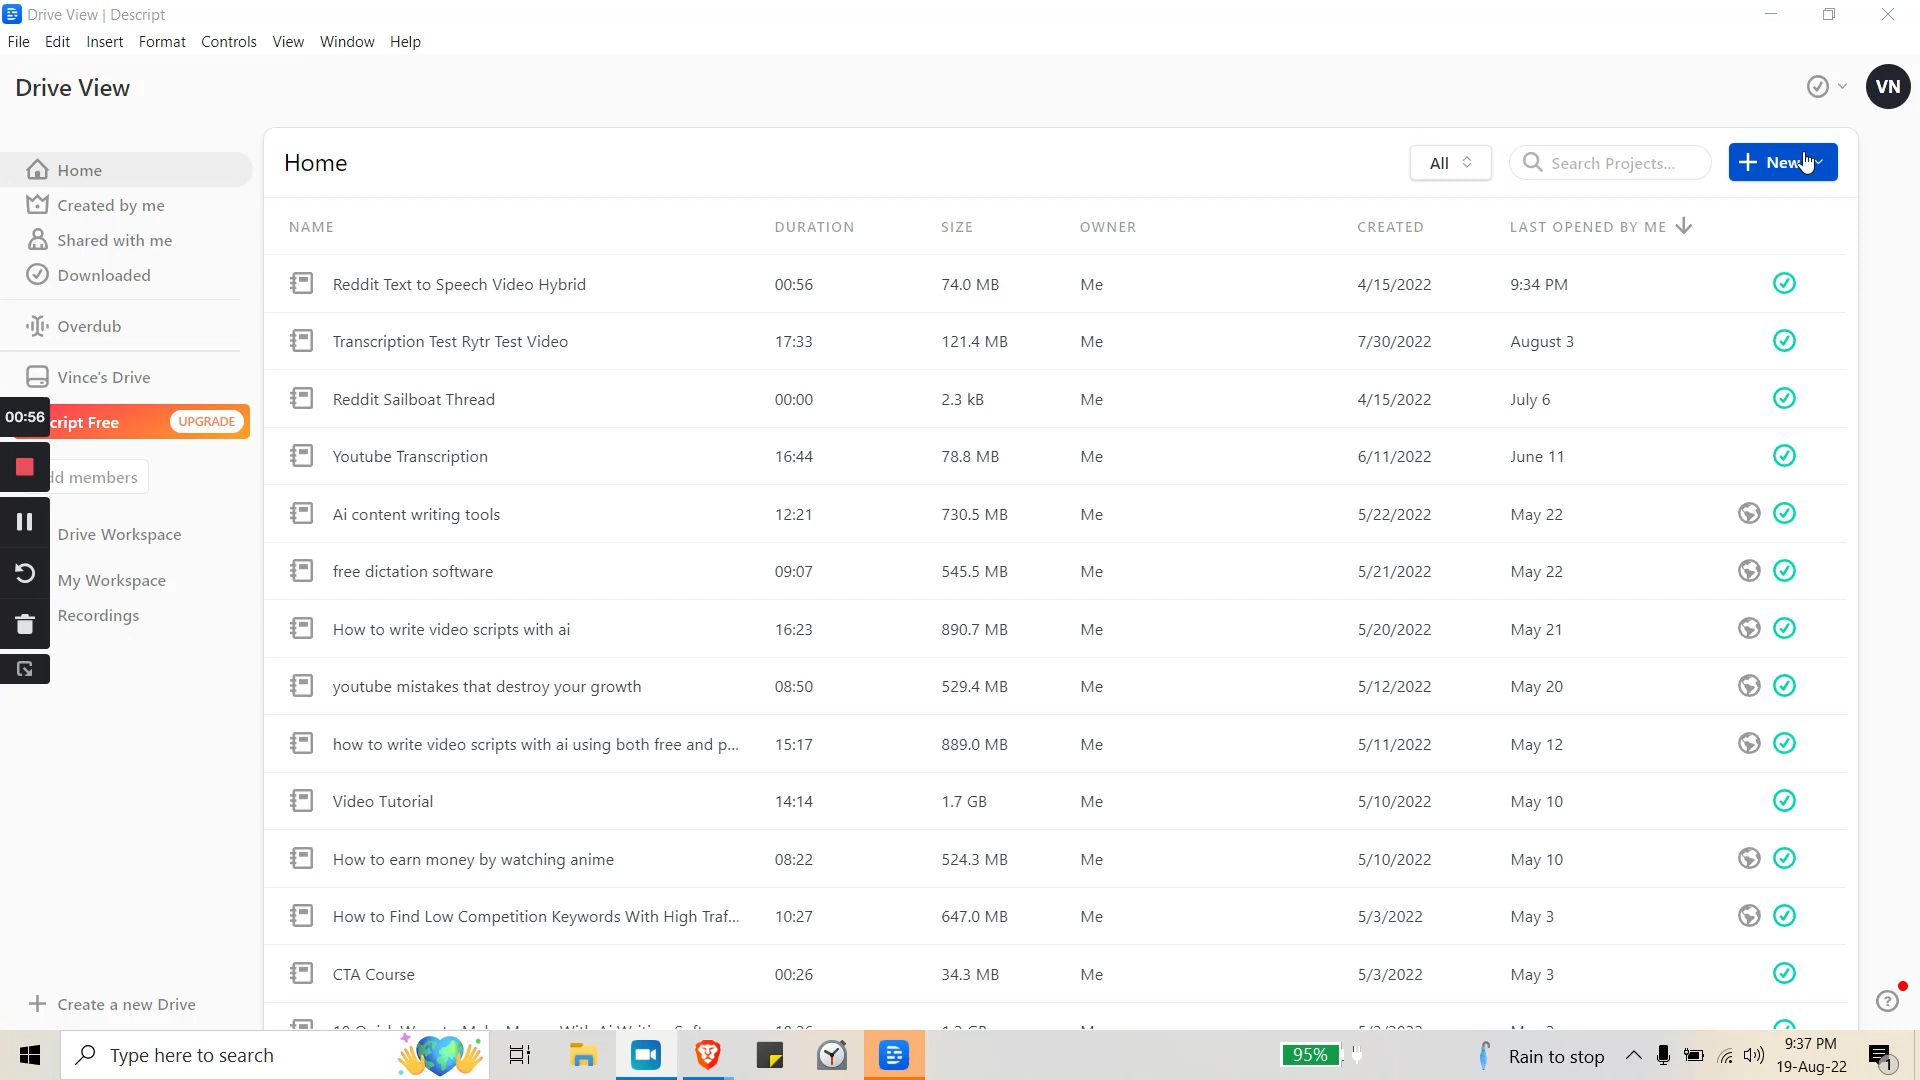 Drive View | Descript
File Edit Insert Format Controls View Window Help
Drive View
VN
Home
Created by me
Shared with me
Downloaded
Overdub
Vince's Drive
00:56
cript Free UPGRADE
dd members
Drive Workspace
My Workspace
Recordings
Create a new Drive
Home
All
Search Projects...
New
NAME DURATION SIZE OWNER CREATED LAST OPENED BY ME
Reddit Text to Speech Video Hybrid 00:56 74.0 MB Me 4/15/2022 9:34 PM
Transcription Test Rytr Test Video 17:33 121.4 MB Me 7/30/2022 August 3
Reddit Sailboat Thread 00:00 2.3 kB Me 4/15/2022 July 6
Youtube Transcription 16:44 78.8 MB Me 6/11/2022 June 11
Ai content writing tools 12:21 730.5 MB Me 5/22/2022 May 22
free dictation software 09:07 545.5 MB Me 5/21/2022 May 22
How to write video scripts with ai 16:23 890.7 MB Me 5/20/2022 May 21
youtube mistakes that destroy your growth 08:50 529.4 MB Me 5/12/2022 May 20
how to write video scripts with ai using both free and p... 15:17 889.0 MB Me 5/11/2022 May 12
Video Tutorial 14:14 1.7 GB Me 5/10/2022 May 10
How to earn money by watching anime 08:22 524.3 MB Me 5/10/2022 May 10
How to Find Low Competition Keywords With High Traf... 10:27 647.0 MB Me 5/3/2022 May 3
CTA Course 00:26 34.3 MB Me 5/3/2022 May 3
Type here to search
95%
Rain to stop
9:37 PM
19-Aug-22
1